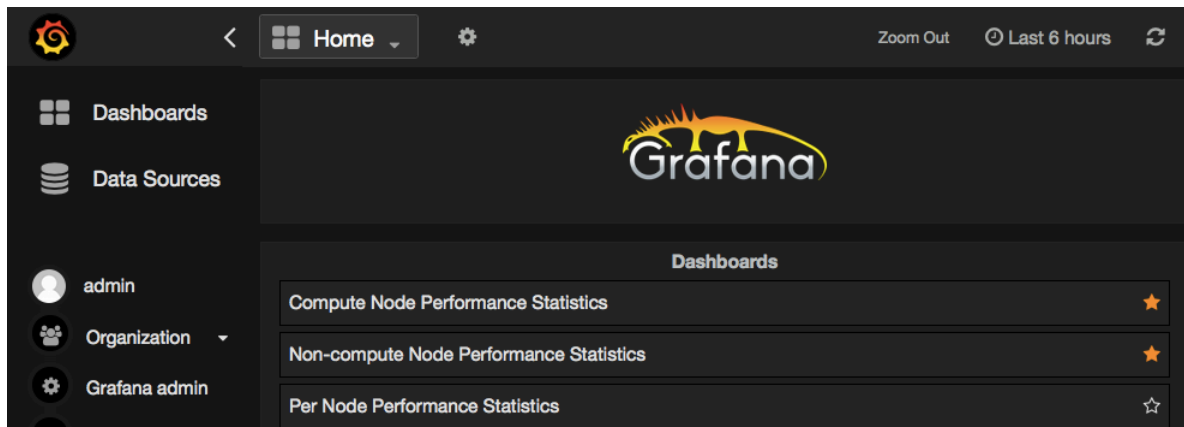 Home
Zoom Out
Last 6 hours
Dashboards
Data Sources
admin
Organization
Grafana admin
Grafana
Dashboards
Compute Node Performance Statistics
Non-compute Node Performance Statistics
Per Node Performance Statistics